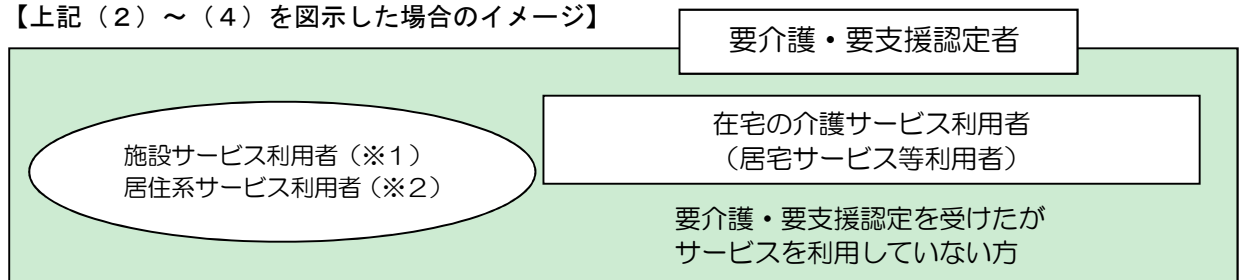 【上記（２）～（４）を図示した場合のイメージ】
要介護・要支援認定者
施設サービス利用者（※１）
居住系サービス利用者（※２）
在宅の介護サービス利用者
（居宅サービス等利用者）
要介護・要支援認定を受けたが
サービスを利用していない方